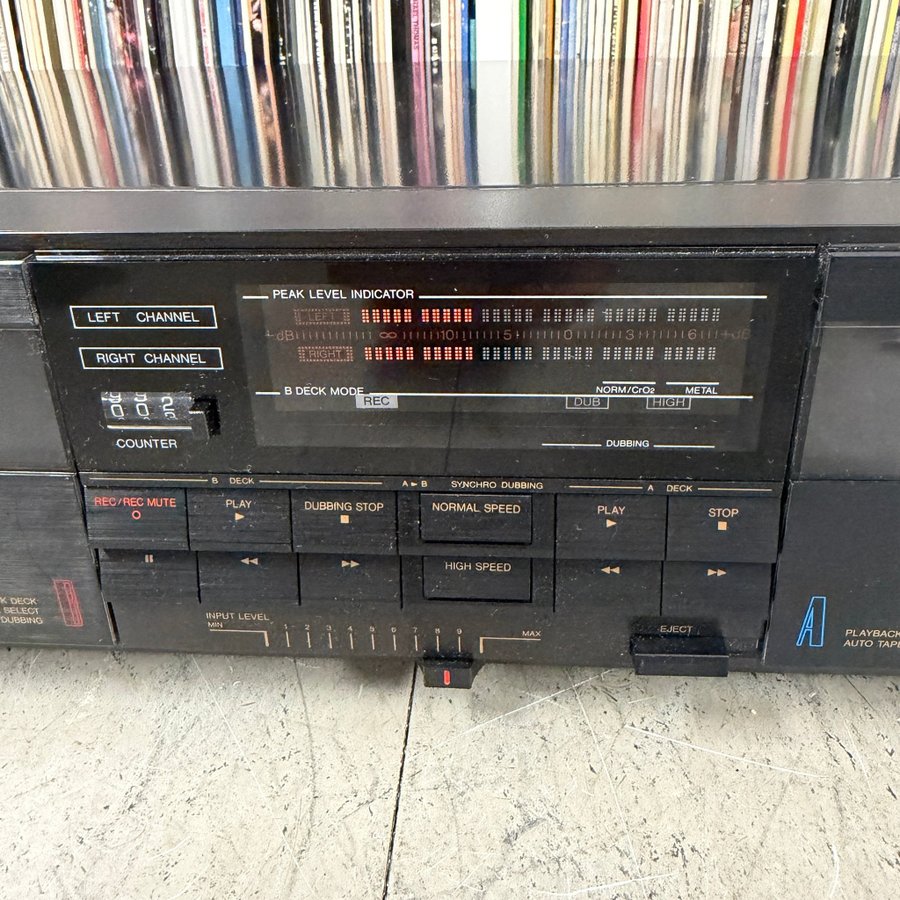 PEAK LEVEL INDICATOR
LEFT CHANNEL
LEFT
dB ∞ 10 5 0 3 6 +dB
RIGHT CHANNEL
RIGHT
B DECK MODE
NORM/CrO2 METAL
REC DUB HIGH
002
COUNTER
DUBBING
B DECK A►B SYNCHRO DUBBING A DECK
REC/REC MUTE PLAY DUBBING STOP NORMAL SPEED PLAY STOP
HIGH SPEED
K DECK
SELECT
DUBBING
INPUT LEVEL
MIN 1 2 3 4 5 6 7 8 9 MAX
EJECT
A
PLAYBACK
AUTO TAPE